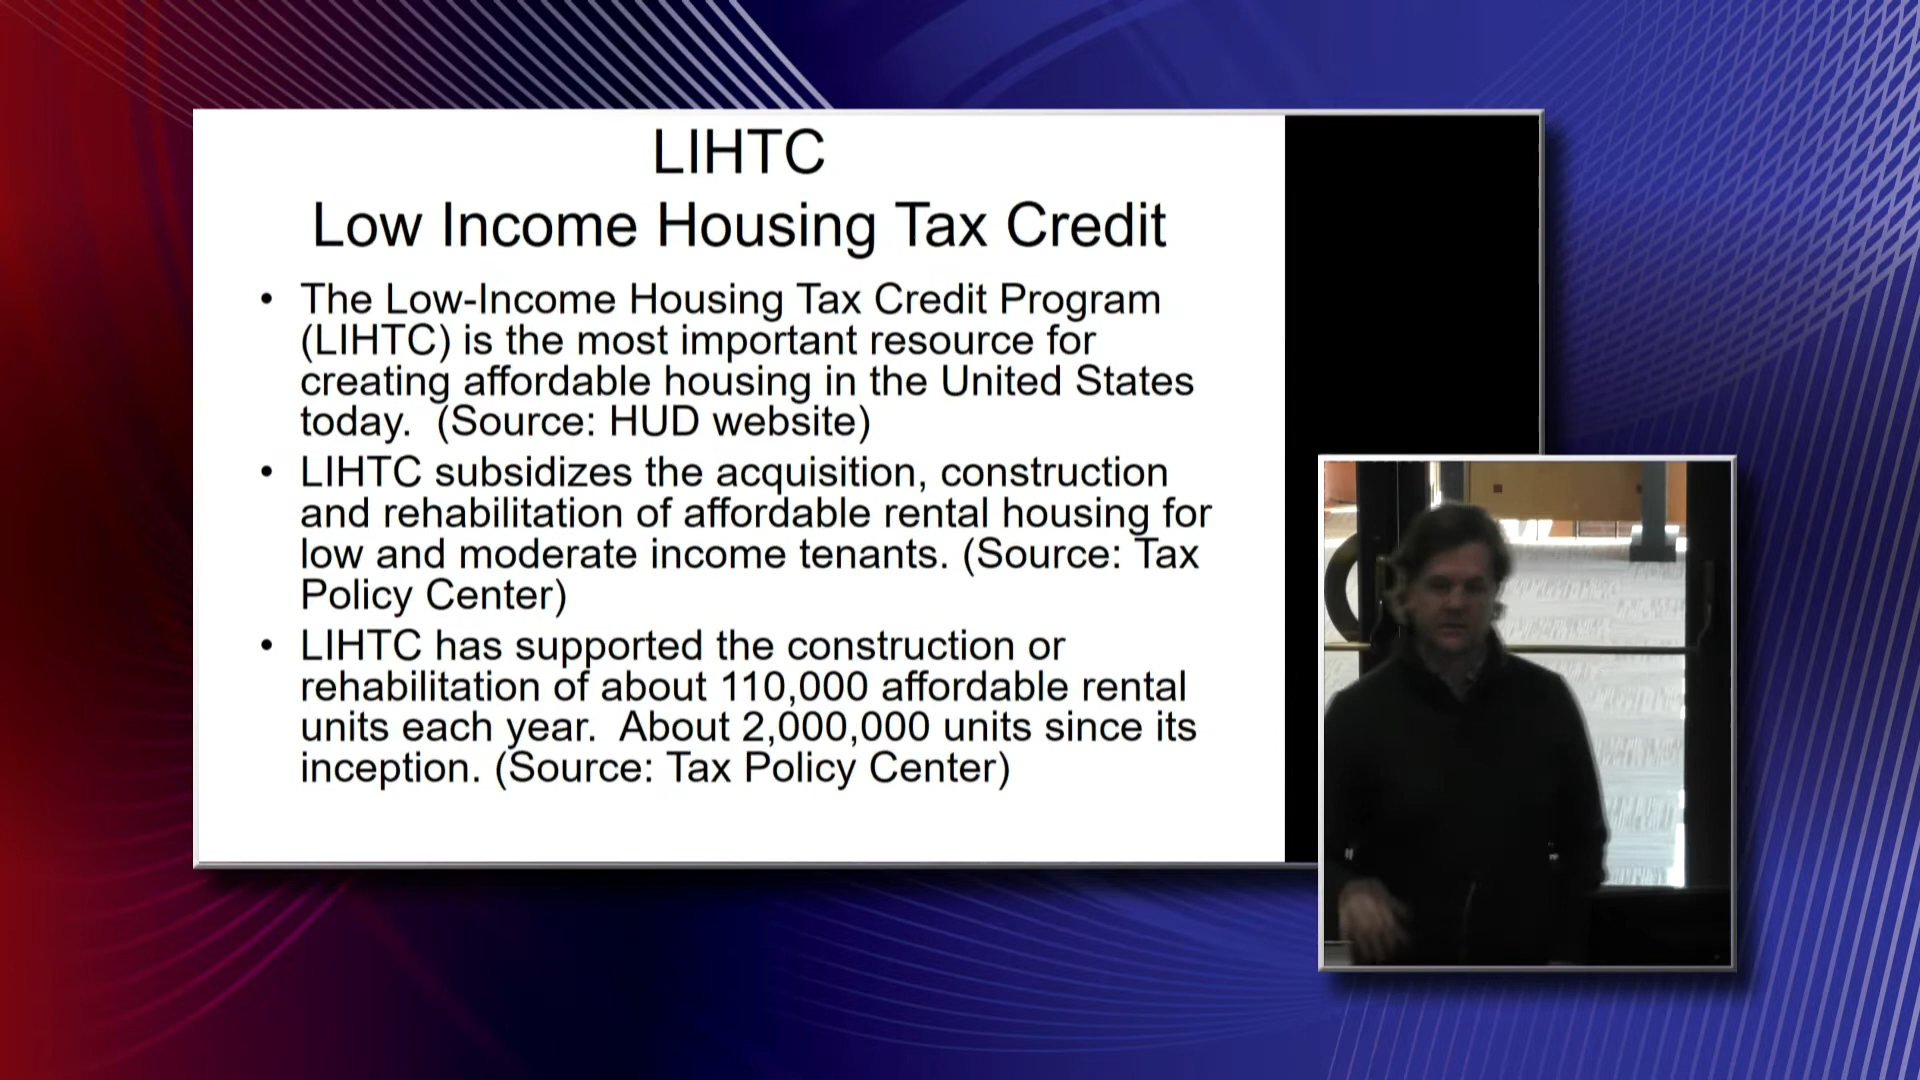 LIHTC
Low Income Housing Tax Credit
• The Low-Income Housing Tax Credit Program
(LIHTC) is the most important resource for
creating affordable housing in the United States
today.  (Source: HUD website)
• LIHTC subsidizes the acquisition, construction
and rehabilitation of affordable rental housing for
low and moderate income tenants. (Source: Tax
Policy Center)
• LIHTC has supported the construction or
rehabilitation of about 110,000 affordable rental
units each year.  About 2,000,000 units since its
inception. (Source: Tax Policy Center)